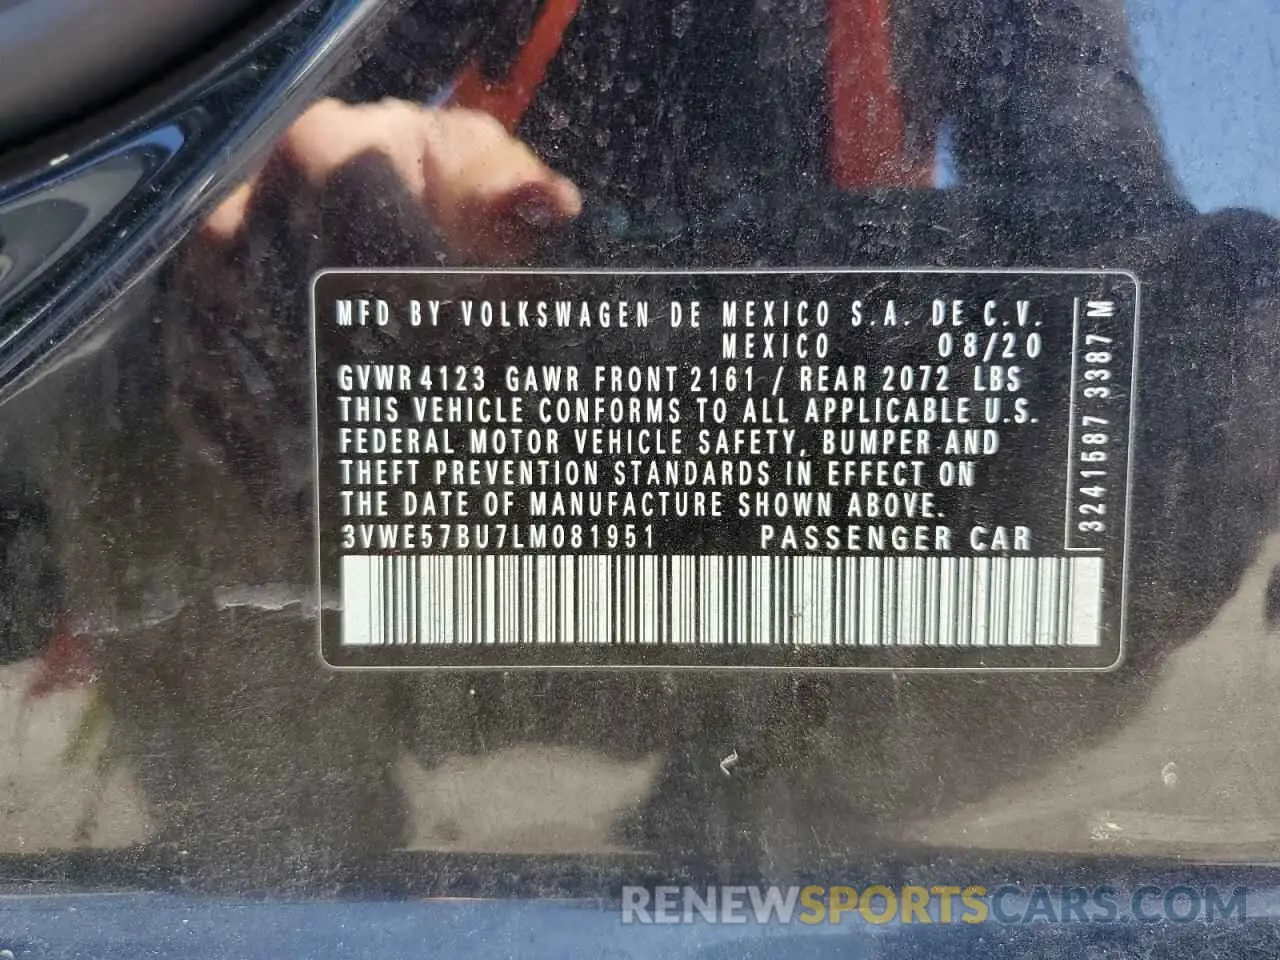 MFD BY VOLKSWAGEN DE MEXICO S.A. DE C.V.
MEXICO 08/20
GVWR 4123 GAWR FRONT 2161 / REAR 2072 LBS
THIS VEHICLE CONFORMS TO ALL APPLICABLE U.S.
FEDERAL MOTOR VEHICLE SAFETY, BUMPER AND
THEFT PREVENTION STANDARDS IN EFFECT ON
THE DATE OF MANUFACTURE SHOWN ABOVE.
3VWE57BU7LM081951 PASSENGER CAR
3241587 3387 M
RENEWSPORTSCARS.COM